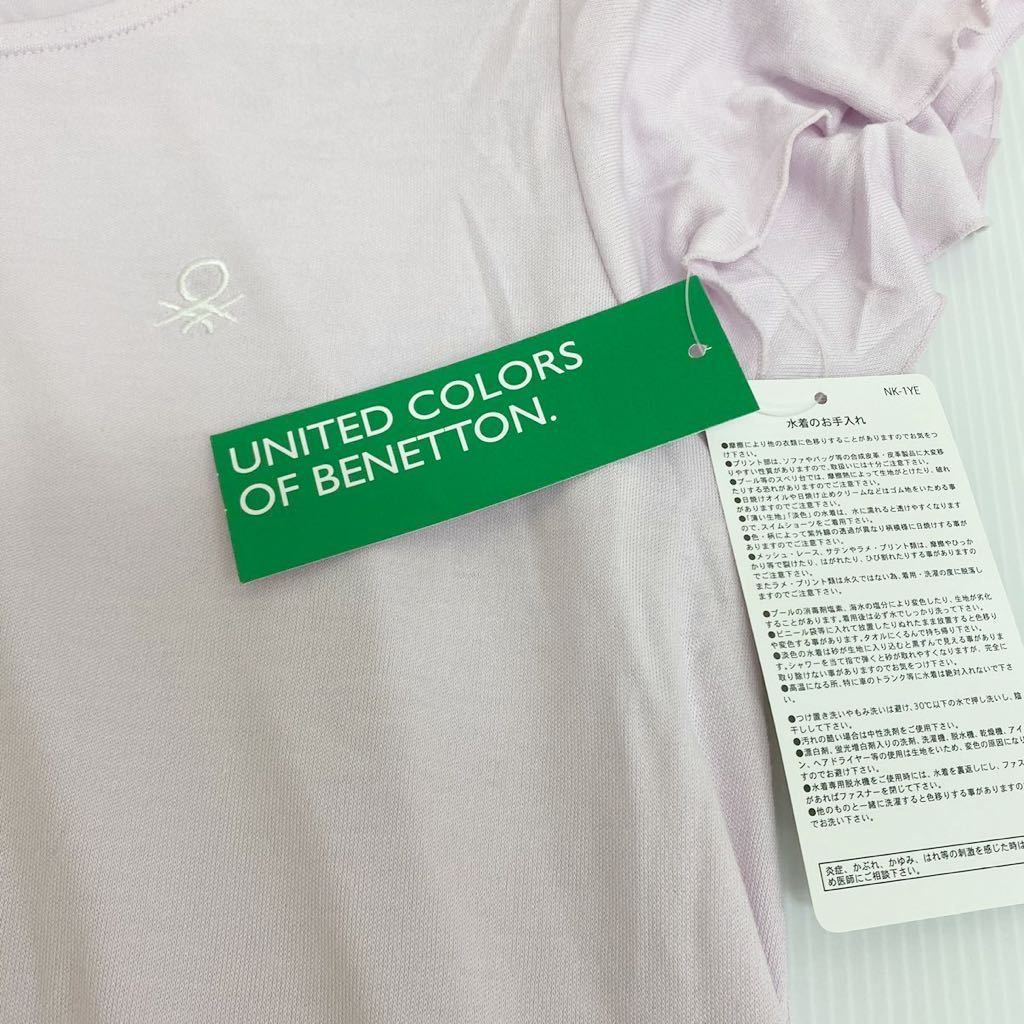 UNITED COLORS
OF BENETTON.
NK-1YE
水着のお手入れ
●摩擦により他の衣類に色移りすることがありますのでお気をつ
け下さい。
●プリント部は、ソファやバッグ等の合成皮革・皮革製品に大変移
りやすい性質がありますので、取扱いには十分ご注意下さい。
●プール等のスベリ台では、摩擦熱によって生地がとけたり、破れ
たりする恐れがありますのでご注意下さい。
●日焼けオイルや日焼け止めクリームなどはゴム地をいためる事
がありますのでご注意下さい。
●「薄い生地」「淡色」の水着は、水に濡れると透けやすくなります
ので、スイムショーツをご着用下さい。
●色・柄によって紫外線の透過が異なり柄模様に日焼けする事が
ありますのでご注意下さい。
●メッシュ・レース、サテンやラメ・プリント類は、摩擦やひっか
かり等で裂けたり、はがれたり、ひび割れたりする事がありますの
でご注意下さい。
またラメ・プリント類は永久ではない為、着用・洗濯の度に脱落し
ますのでご注意下さい。
●プールの消毒剤塩素、海水の塩分により変色したり、生地が劣化
することがあります。着用後は必ず水でしっかり洗って下さい。
●ビニール袋等に入れて放置したりぬれたまま放置すると色移り
や変色する事があります。タオルにくるんで持ち帰り下さい。
●淡色の水着は砂が生地に入り込むと黒ずんで見える事がありま
す。シャワーを当て指で弾くと砂が取れやすくなりますが、完全に
取り除けない事がありますのでお気をつけ下さい。
●高温になる所、特に車のトランク等に水着は絶対入れないで下さ
い。
●つけ置き洗いやもみ洗いは避け、30℃以下の水で押し洗いし、陰
干しして下さい。
●汚れの酷い場合は中性洗剤をご使用下さい。
●漂白剤、蛍光増白剤入りの洗剤、洗濯機、脱水機、乾燥機、アイ
ン、ヘアドライヤー等の使用は生地をいため、変色の原因になり
すのでお避け下さい。
●水着専用脱水機をご使用時には、水着を裏返しにし、ファス
があればファスナーを閉じて下さい。
●他のものと一緒に洗濯すると色移りする事がありますの
でお洗い下さい。
炎症、かぶれ、かゆみ、はれ等の刺激を感じた時は
め医師にご相談下さい。